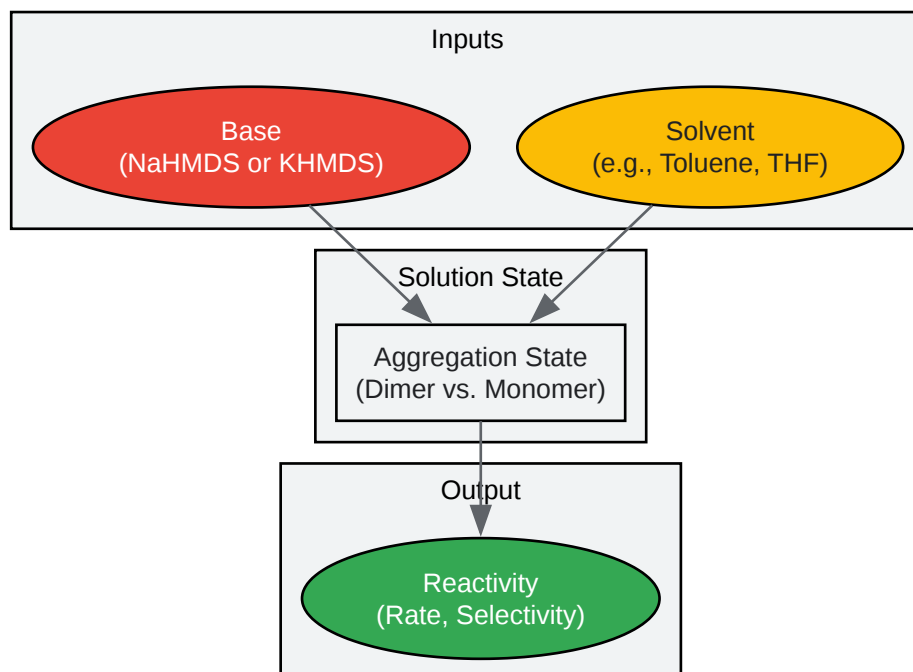 Inputs
Base
(NaHMDS or KHMDS)
Solvent
(e.g., Toluene, THF)
Solution State
Aggregation State
(Dimer vs. Monomer)
Output
Reactivity
(Rate, Selectivity)